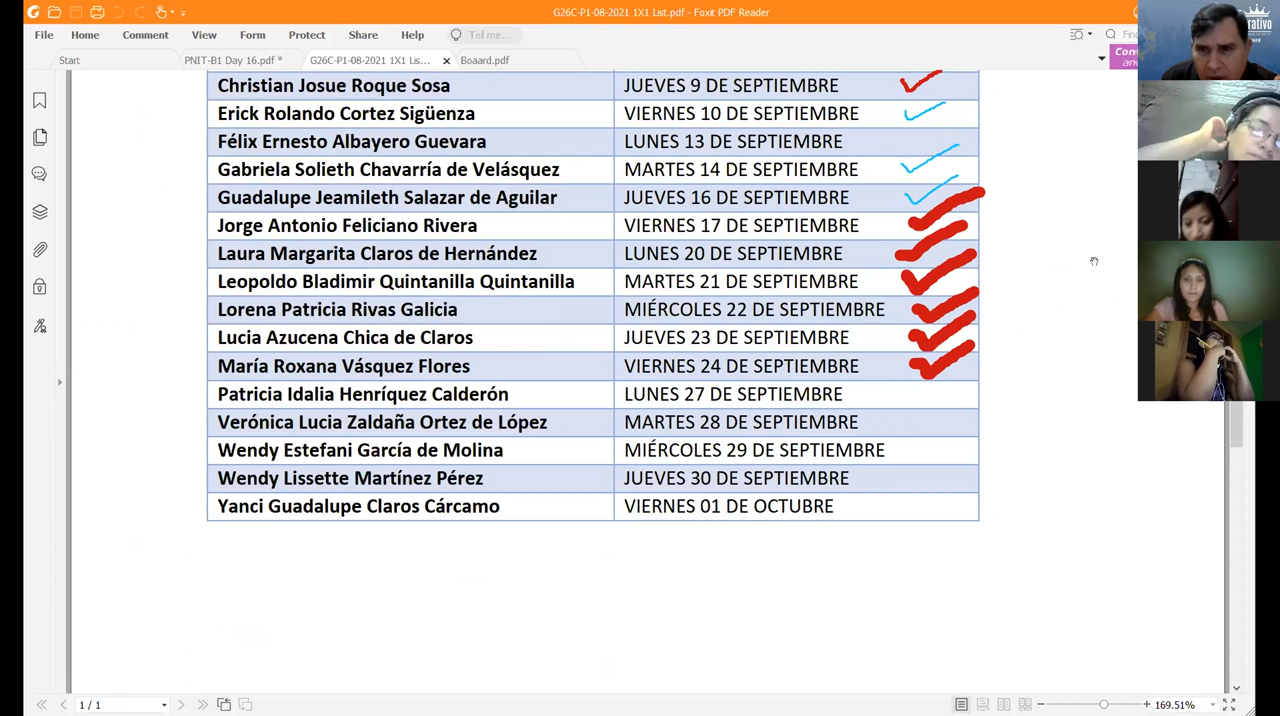 G26C-P1-08-2021 1X1 List.pdf - Foxit PDF Reader
File Home Comment View Form Protect Share Help Tell me...
Start PNIT-B1 Day 16.pdf * G26C-P1-08-2021 1X1 Lis... Boaard.pdf
Christian Josue Roque Sosa JUEVES 9 DE SEPTIEMBRE
Erick Rolando Cortez Sigüenza VIERNES 10 DE SEPTIEMBRE
Félix Ernesto Albayero Guevara LUNES 13 DE SEPTIEMBRE
Gabriela Solieth Chavarría de Velásquez MARTES 14 DE SEPTIEMBRE
Guadalupe Jeamileth Salazar de Aguilar JUEVES 16 DE SEPTIEMBRE
Jorge Antonio Feliciano Rivera VIERNES 17 DE SEPTIEMBRE
Laura Margarita Claros de Hernández LUNES 20 DE SEPTIEMBRE
Leopoldo Bladimir Quintanilla Quintanilla MARTES 21 DE SEPTIEMBRE
Lorena Patricia Rivas Galicia MIÉRCOLES 22 DE SEPTIEMBRE
Lucia Azucena Chica de Claros JUEVES 23 DE SEPTIEMBRE
María Roxana Vásquez Flores VIERNES 24 DE SEPTIEMBRE
Patricia Idalia Henríquez Calderón LUNES 27 DE SEPTIEMBRE
Verónica Lucia Zaldaña Ortez de López MARTES 28 DE SEPTIEMBRE
Wendy Estefani García de Molina MIÉRCOLES 29 DE SEPTIEMBRE
Wendy Lissette Martínez Pérez JUEVES 30 DE SEPTIEMBRE
Yanci Guadalupe Claros Cárcamo VIERNES 01 DE OCTUBRE
1 / 1 169.51%